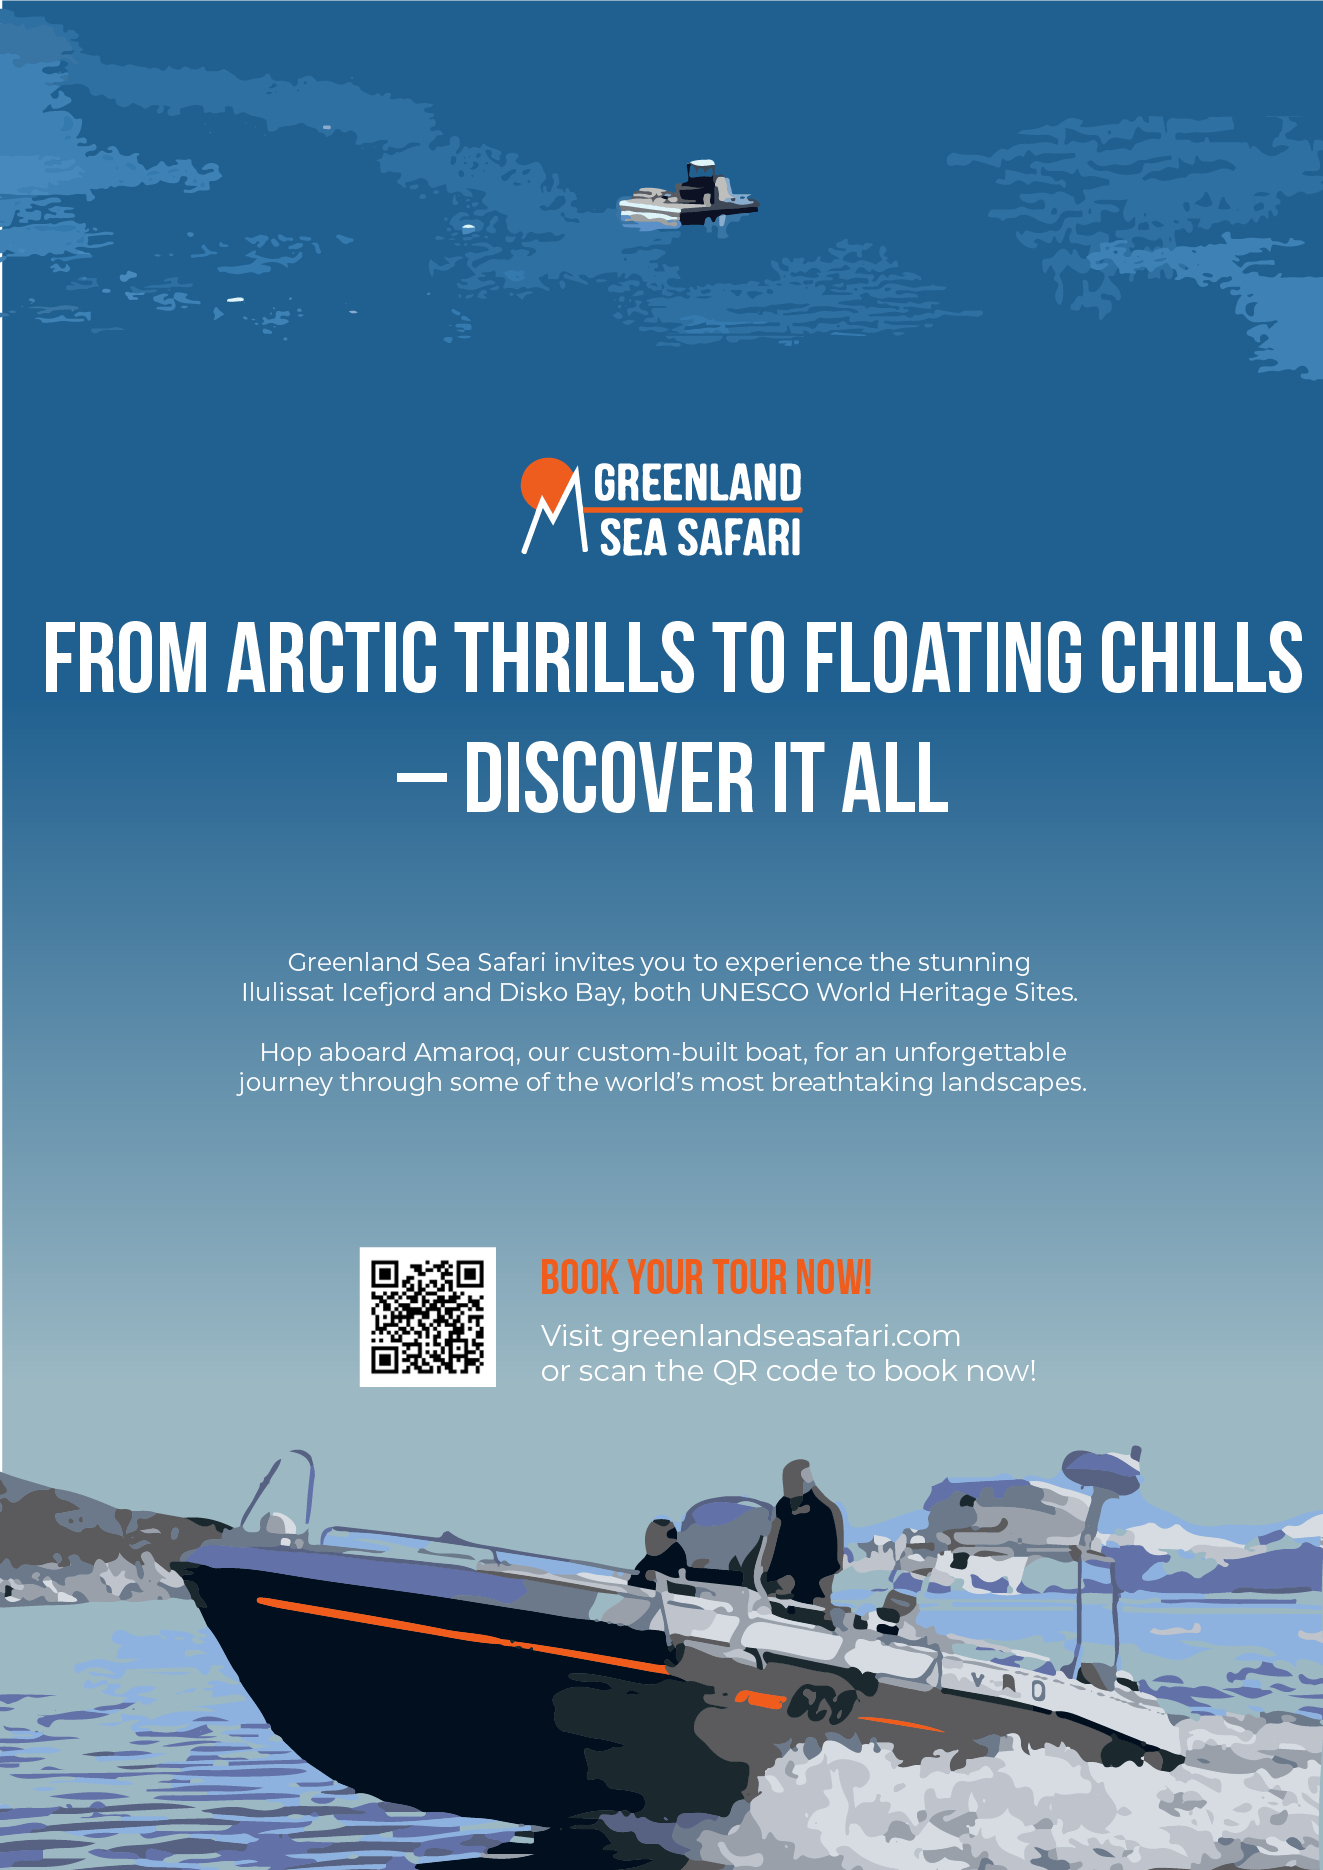 GREENLAND
SEA SAFARI
FROM ARCTIC THRILLS TO FLOATING CHILLS
– DISCOVER IT ALL
Greenland Sea Safari invites you to experience the stunning
Ilulissat Icefjord and Disko Bay, both UNESCO World Heritage Sites.
Hop aboard Amaroq, our custom-built boat, for an unforgettable
journey through some of the world’s most breathtaking landscapes.
BOOK YOUR TOUR NOW!
Visit greenlandseasafari.com
or scan the QR code to book now!